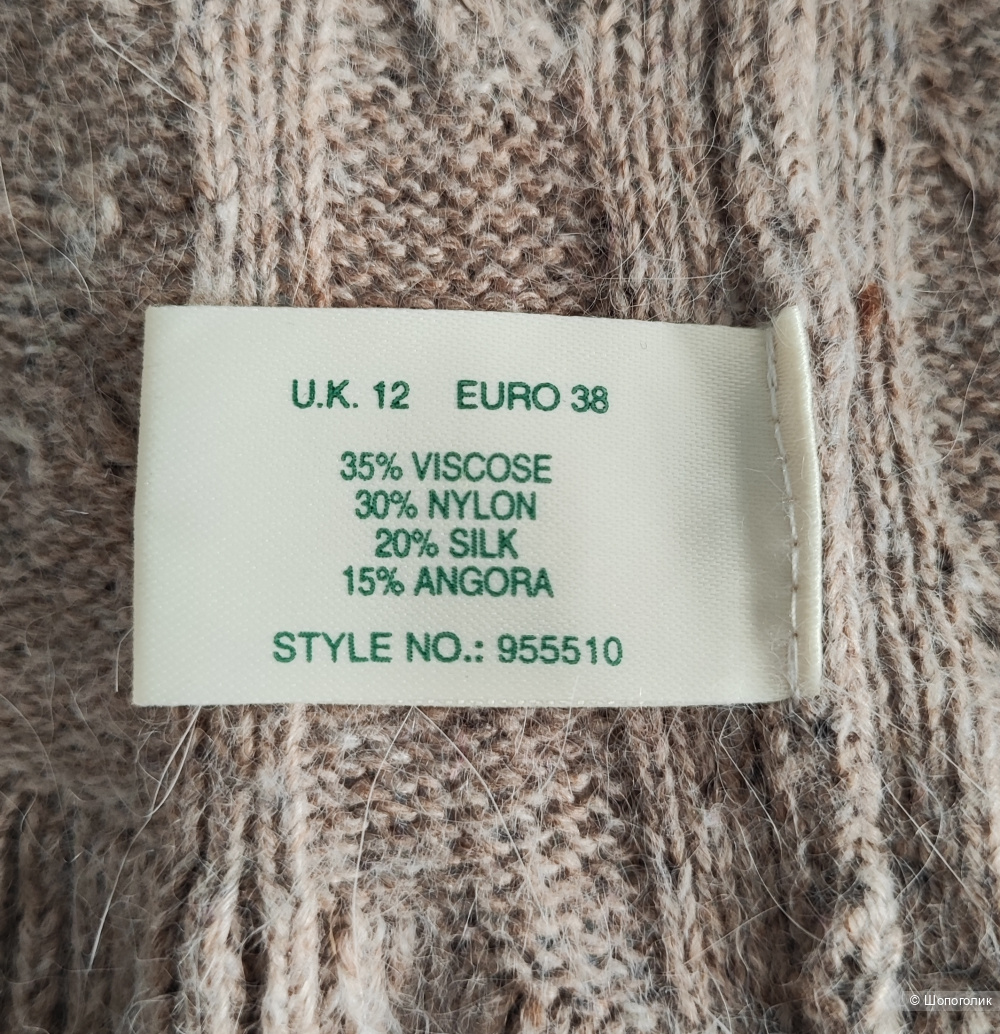 U.K. 12 EURO 38
35% VISCOSE
30% NYLON
20% SILK
15% ANGORA
STYLE NO.: 955510
© Шопоголик